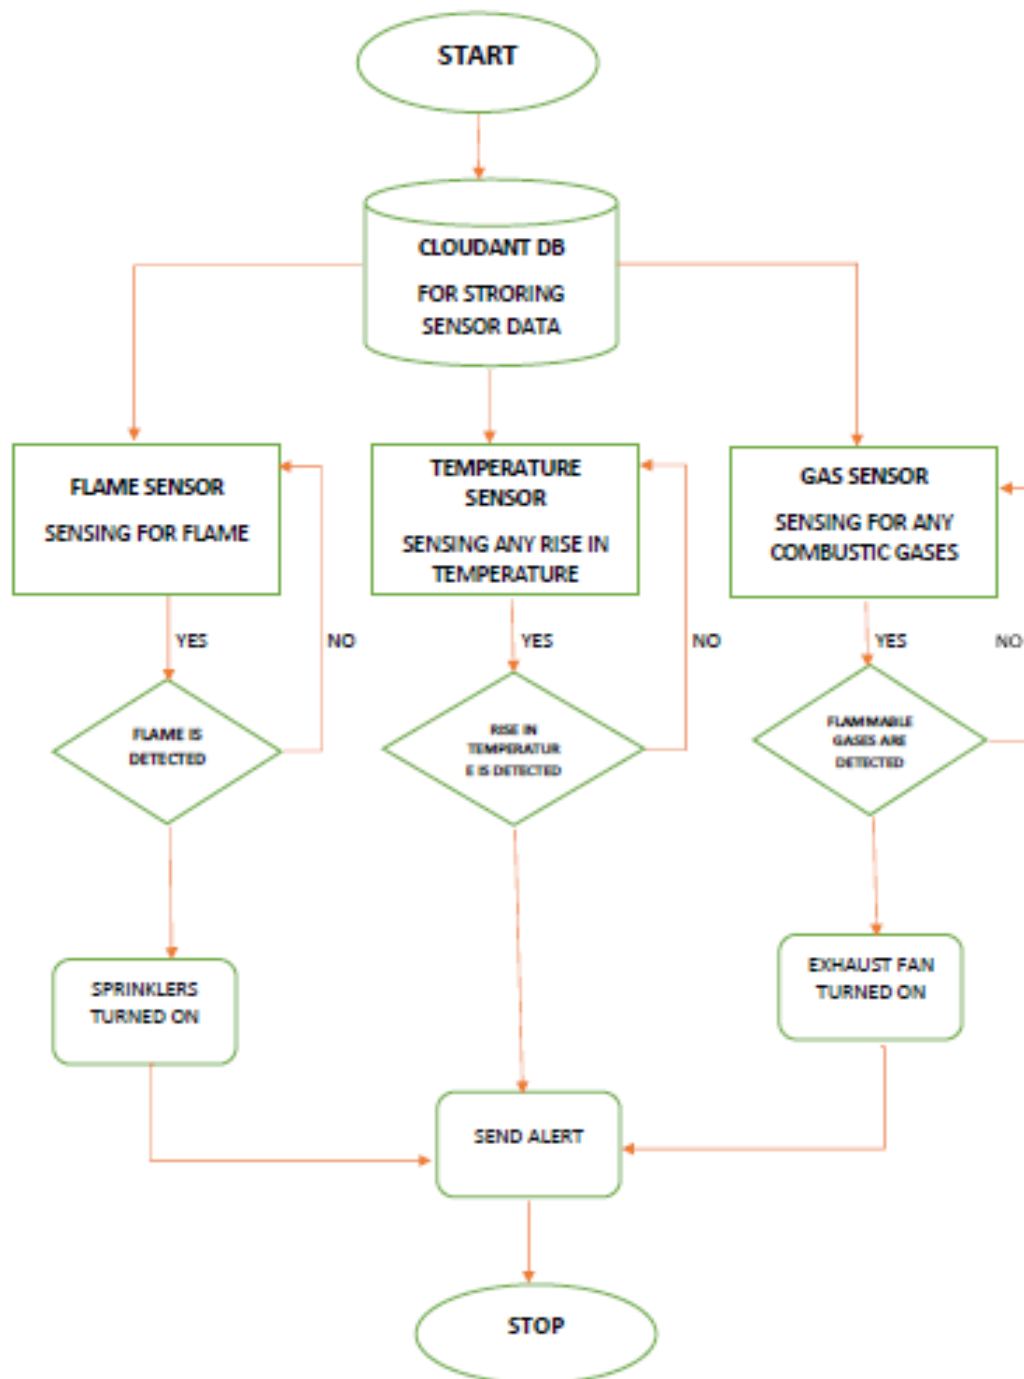 START
CLOUDANT DB
FOR STRORING
SENSOR DATA
FLAME SENSOR
SENSING FOR FLAME
TEMPERATURE
SENSOR
SENSING ANY RISE IN
TEMPERATURE
GAS SENSOR
SENSING FOR ANY
COMBUSTIC GASES
YES
NO
YES
NO
YES
NO
FLAME IS
DETECTED
RISE IN
TEMPERATUR
E IS DETECTED
FLAMMABLE
GASES ARE
DETECTED
SPRINKLERS
TURNED ON
EXHAUST FAN
TURNED ON
SEND ALERT
STOP